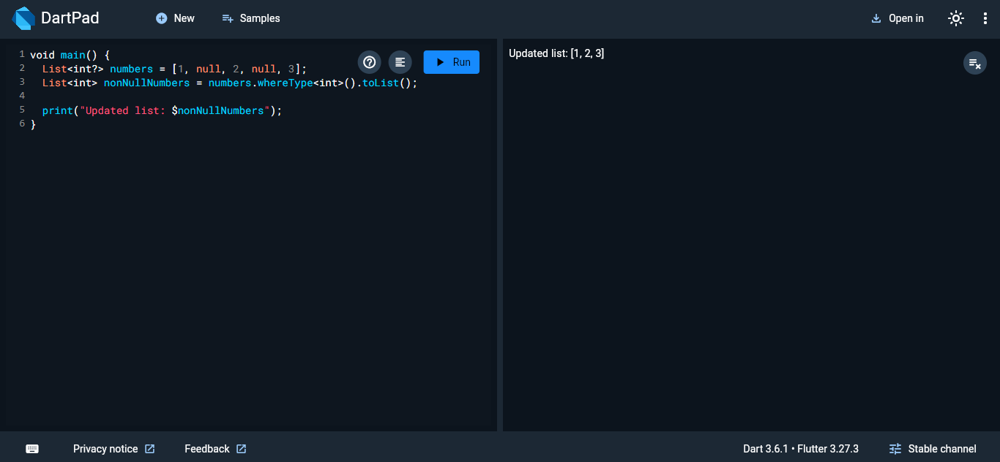 DartPad
New
Samples
Open in
1 void main() {
2 List<int?> numbers = [1, null, 2, null, 3];
3 List<int> nonNullNumbers = numbers.whereType<int>().toList();
4
5 print("Updated list: $nonNullNumbers");
6 }
Run
Updated list: [1, 2, 3]
Privacy notice
Feedback
Dart 3.6.1 • Flutter 3.27.3
Stable channel